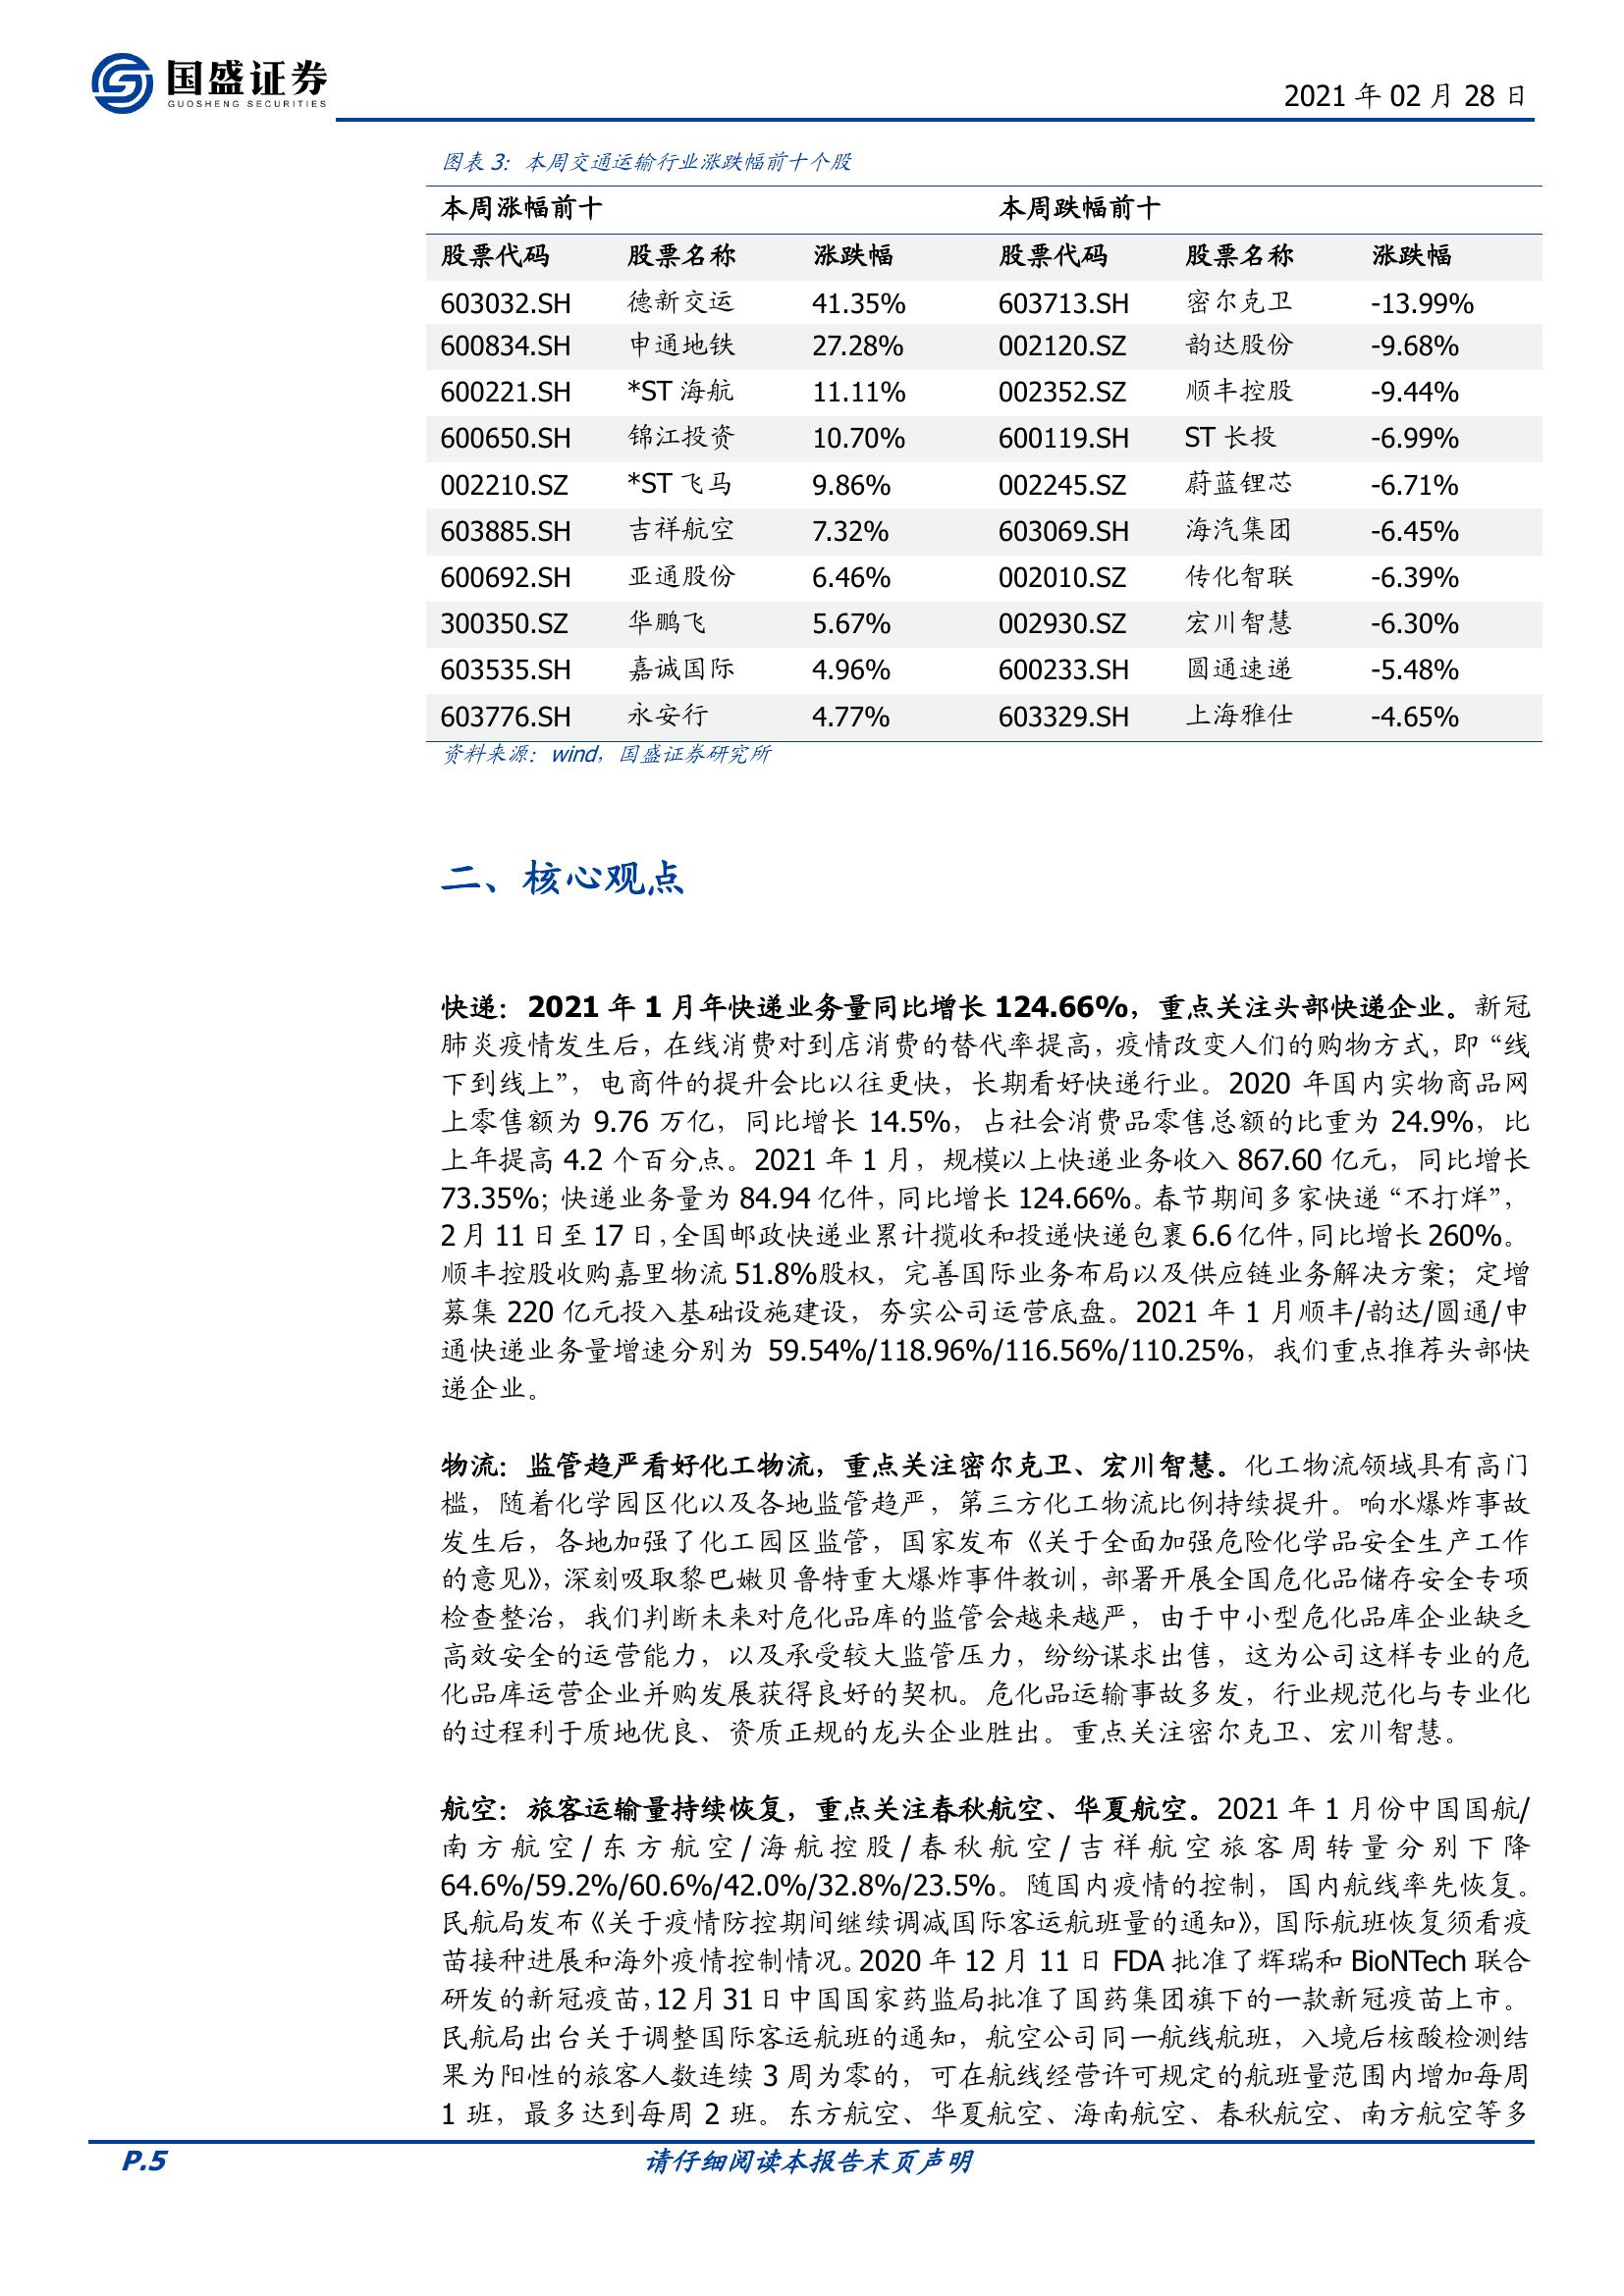 国盛证券
GUOSHENG SECURITIES
2021 年 02 月 28 日
图表 3：本周交通运输行业涨跌幅前十个股
本周涨幅前十 本周跌幅前十
股票代码 股票名称 涨跌幅 股票代码 股票名称 涨跌幅
603032.SH 德新交运 41.35% 603713.SH 密尔克卫 -13.99%
600834.SH 申通地铁 27.28% 002120.SZ 韵达股份 -9.68%
600221.SH *ST 海航 11.11% 002352.SZ 顺丰控股 -9.44%
600650.SH 锦江投资 10.70% 600119.SH ST 长投 -6.99%
002210.SZ *ST 飞马 9.86% 002245.SZ 蔚蓝锂芯 -6.71%
603885.SH 吉祥航空 7.32% 603069.SH 海汽集团 -6.45%
600692.SH 亚通股份 6.46% 002010.SZ 传化智联 -6.39%
300350.SZ 华鹏飞 5.67% 002930.SZ 宏川智慧 -6.30%
603535.SH 嘉诚国际 4.96% 600233.SH 圆通速递 -5.48%
603776.SH 永安行 4.77% 603329.SH 上海雅仕 -4.65%
资料来源：wind，国盛证券研究所
二、核心观点
快递：2021 年 1 月年快递业务量同比增长 124.66%，重点关注头部快递企业。新冠
肺炎疫情发生后，在线消费对到店消费的替代率提高，疫情改变人们的购物方式，即“线
下到线上”，电商件的提升会比以往更快，长期看好快递行业。2020 年国内实物商品网
上零售额为 9.76 万亿，同比增长 14.5%，占社会消费品零售总额的比重为 24.9%，比
上年提高 4.2 个百分点。2021 年 1 月，规模以上快递业务收入 867.60 亿元，同比增长
73.35%；快递业务量为 84.94 亿件，同比增长 124.66%。春节期间多家快递“不打烊”，
2 月 11 日至 17 日，全国邮政快递业累计揽收和投递快递包裹 6.6 亿件，同比增长 260%。
顺丰控股收购嘉里物流 51.8%股权，完善国际业务布局以及供应链业务解决方案；定增
募集 220 亿元投入基础设施建设，夯实公司运营底盘。2021 年 1 月顺丰/韵达/圆通/申
通快递业务量增速分别为 59.54%/118.96%/116.56%/110.25%，我们重点推荐头部快
递企业。
物流：监管趋严看好化工物流，重点关注密尔克卫、宏川智慧。化工物流领域具有高门
槛，随着化学园区化以及各地监管趋严，第三方化工物流比例持续提升。响水爆炸事故
发生后，各地加强了化工园区监管，国家发布《关于全面加强危险化学品安全生产工作
的意见》，深刻吸取黎巴嫩贝鲁特重大爆炸事件教训，部署开展全国危化品储存安全专项
检查整治，我们判断未来对危化品库的监管会越来越严，由于中小型危化品库企业缺乏
高效安全的运营能力，以及承受较大监管压力，纷纷谋求出售，这为公司这样专业的危
化品库运营企业并购发展获得良好的契机。危化品运输事故多发，行业规范化与专业化
的过程利于质地优良、资质正规的龙头企业胜出。重点关注密尔克卫、宏川智慧。
航空：旅客运输量持续恢复，重点关注春秋航空、华夏航空。2021 年 1 月份中国国航/
南方航空/东方航空/海航控股/春秋航空/吉祥航空旅客周转量分别下降
64.6%/59.2%/60.6%/42.0%/32.8%/23.5%。随国内疫情的控制，国内航线率先恢复。
民航局发布《关于疫情防控期间继续调减国际客运航班量的通知》，国际航班恢复须看疫
苗接种进展和海外疫情控制情况。2020 年 12 月 11 日 FDA 批准了辉瑞和 BioNTech 联合
研发的新冠疫苗，12 月 31 日中国国家药监局批准了国药集团旗下的一款新冠疫苗上市。
民航局出台关于调整国际客运航班的通知，航空公司同一航线航班，入境后核酸检测结
果为阳性的旅客人数连续 3 周为零的，可在航线经营许可规定的航班量范围内增加每周
1 班，最多达到每周 2 班。东方航空、华夏航空、海南航空、春秋航空、南方航空等多
P.5 请仔细阅读本报告末页声明